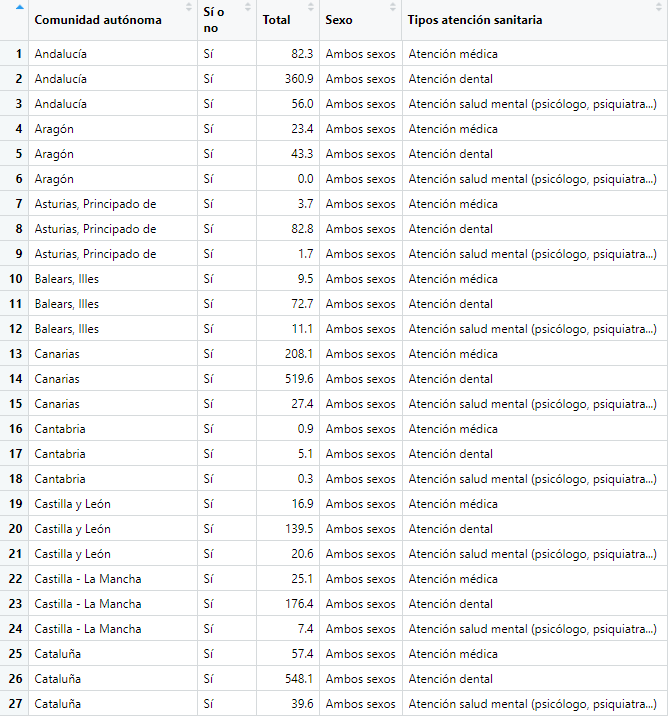 Comunidad autónoma Sí o no Total Sexo Tipos atención sanitaria
1 Andalucía Sí 82.3 Ambos sexos Atención médica
2 Andalucía Sí 360.9 Ambos sexos Atención dental
3 Andalucía Sí 56.0 Ambos sexos Atención salud mental (psicólogo, psiquiatra...)
4 Aragón Sí 23.4 Ambos sexos Atención médica
5 Aragón Sí 43.3 Ambos sexos Atención dental
6 Aragón Sí 0.0 Ambos sexos Atención salud mental (psicólogo, psiquiatra...)
7 Asturias, Principado de Sí 3.7 Ambos sexos Atención médica
8 Asturias, Principado de Sí 82.8 Ambos sexos Atención dental
9 Asturias, Principado de Sí 1.7 Ambos sexos Atención salud mental (psicólogo, psiquiatra...)
10 Balears, Illes Sí 9.5 Ambos sexos Atención médica
11 Balears, Illes Sí 72.7 Ambos sexos Atención dental
12 Balears, Illes Sí 11.1 Ambos sexos Atención salud mental (psicólogo, psiquiatra...)
13 Canarias Sí 208.1 Ambos sexos Atención médica
14 Canarias Sí 519.6 Ambos sexos Atención dental
15 Canarias Sí 27.4 Ambos sexos Atención salud mental (psicólogo, psiquiatra...)
16 Cantabria Sí 0.9 Ambos sexos Atención médica
17 Cantabria Sí 5.1 Ambos sexos Atención dental
18 Cantabria Sí 0.3 Ambos sexos Atención salud mental (psicólogo, psiquiatra...)
19 Castilla y León Sí 16.9 Ambos sexos Atención médica
20 Castilla y León Sí 139.5 Ambos sexos Atención dental
21 Castilla y León Sí 20.6 Ambos sexos Atención salud mental (psicólogo, psiquiatra...)
22 Castilla - La Mancha Sí 25.1 Ambos sexos Atención médica
23 Castilla - La Mancha Sí 176.4 Ambos sexos Atención dental
24 Castilla - La Mancha Sí 7.4 Ambos sexos Atención salud mental (psicólogo, psiquiatra...)
25 Cataluña Sí 57.4 Ambos sexos Atención médica
26 Cataluña Sí 548.1 Ambos sexos Atención dental
27 Cataluña Sí 39.6 Ambos sexos Atención salud mental (psicólogo, psiquiatra...)